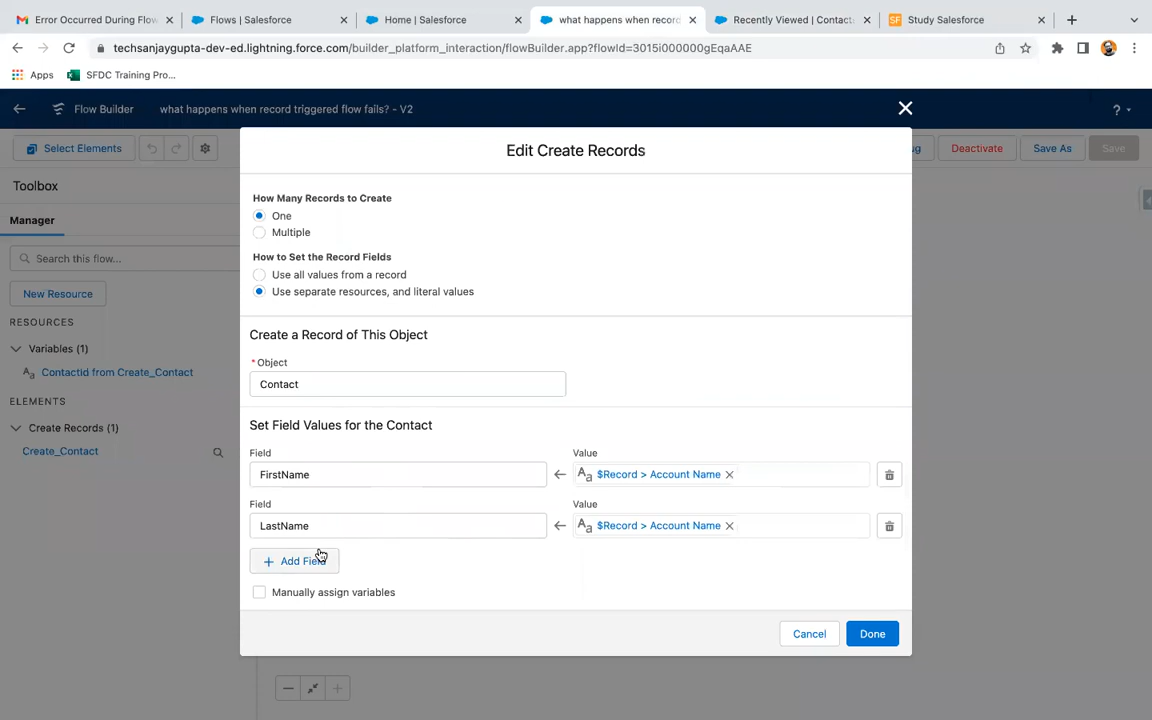 Error Occurred During Flow
Flows | Salesforce
Home | Salesforce
what happens when record
Recently Viewed | Contact
SF
Study Salesforce
techsanjaygupta-dev-ed.lightning.force.com/builder_platform_interaction/flowBuilder.app?flowId=3015i000000gEqaAAE
Apps
SFDC Training Pro...
Flow Builder
what happens when record triggered flow fails? - V2
?
Select Elements
ug
Deactivate
Save As
Save
Toolbox
Manager
Search this flow...
New Resource
RESOURCES
Variables (1)
Aa ContactId from Create_Contact
ELEMENTS
Create Records (1)
Create_Contact
Edit Create Records
How Many Records to Create
One
Multiple
How to Set the Record Fields
Use all values from a record
Use separate resources, and literal values
Create a Record of This Object
* Object
Contact
Set Field Values for the Contact
Field Value
FirstName Aa $Record > Account Name
Field Value
LastName Aa $Record > Account Name
Add Field
Manually assign variables
Cancel
Done